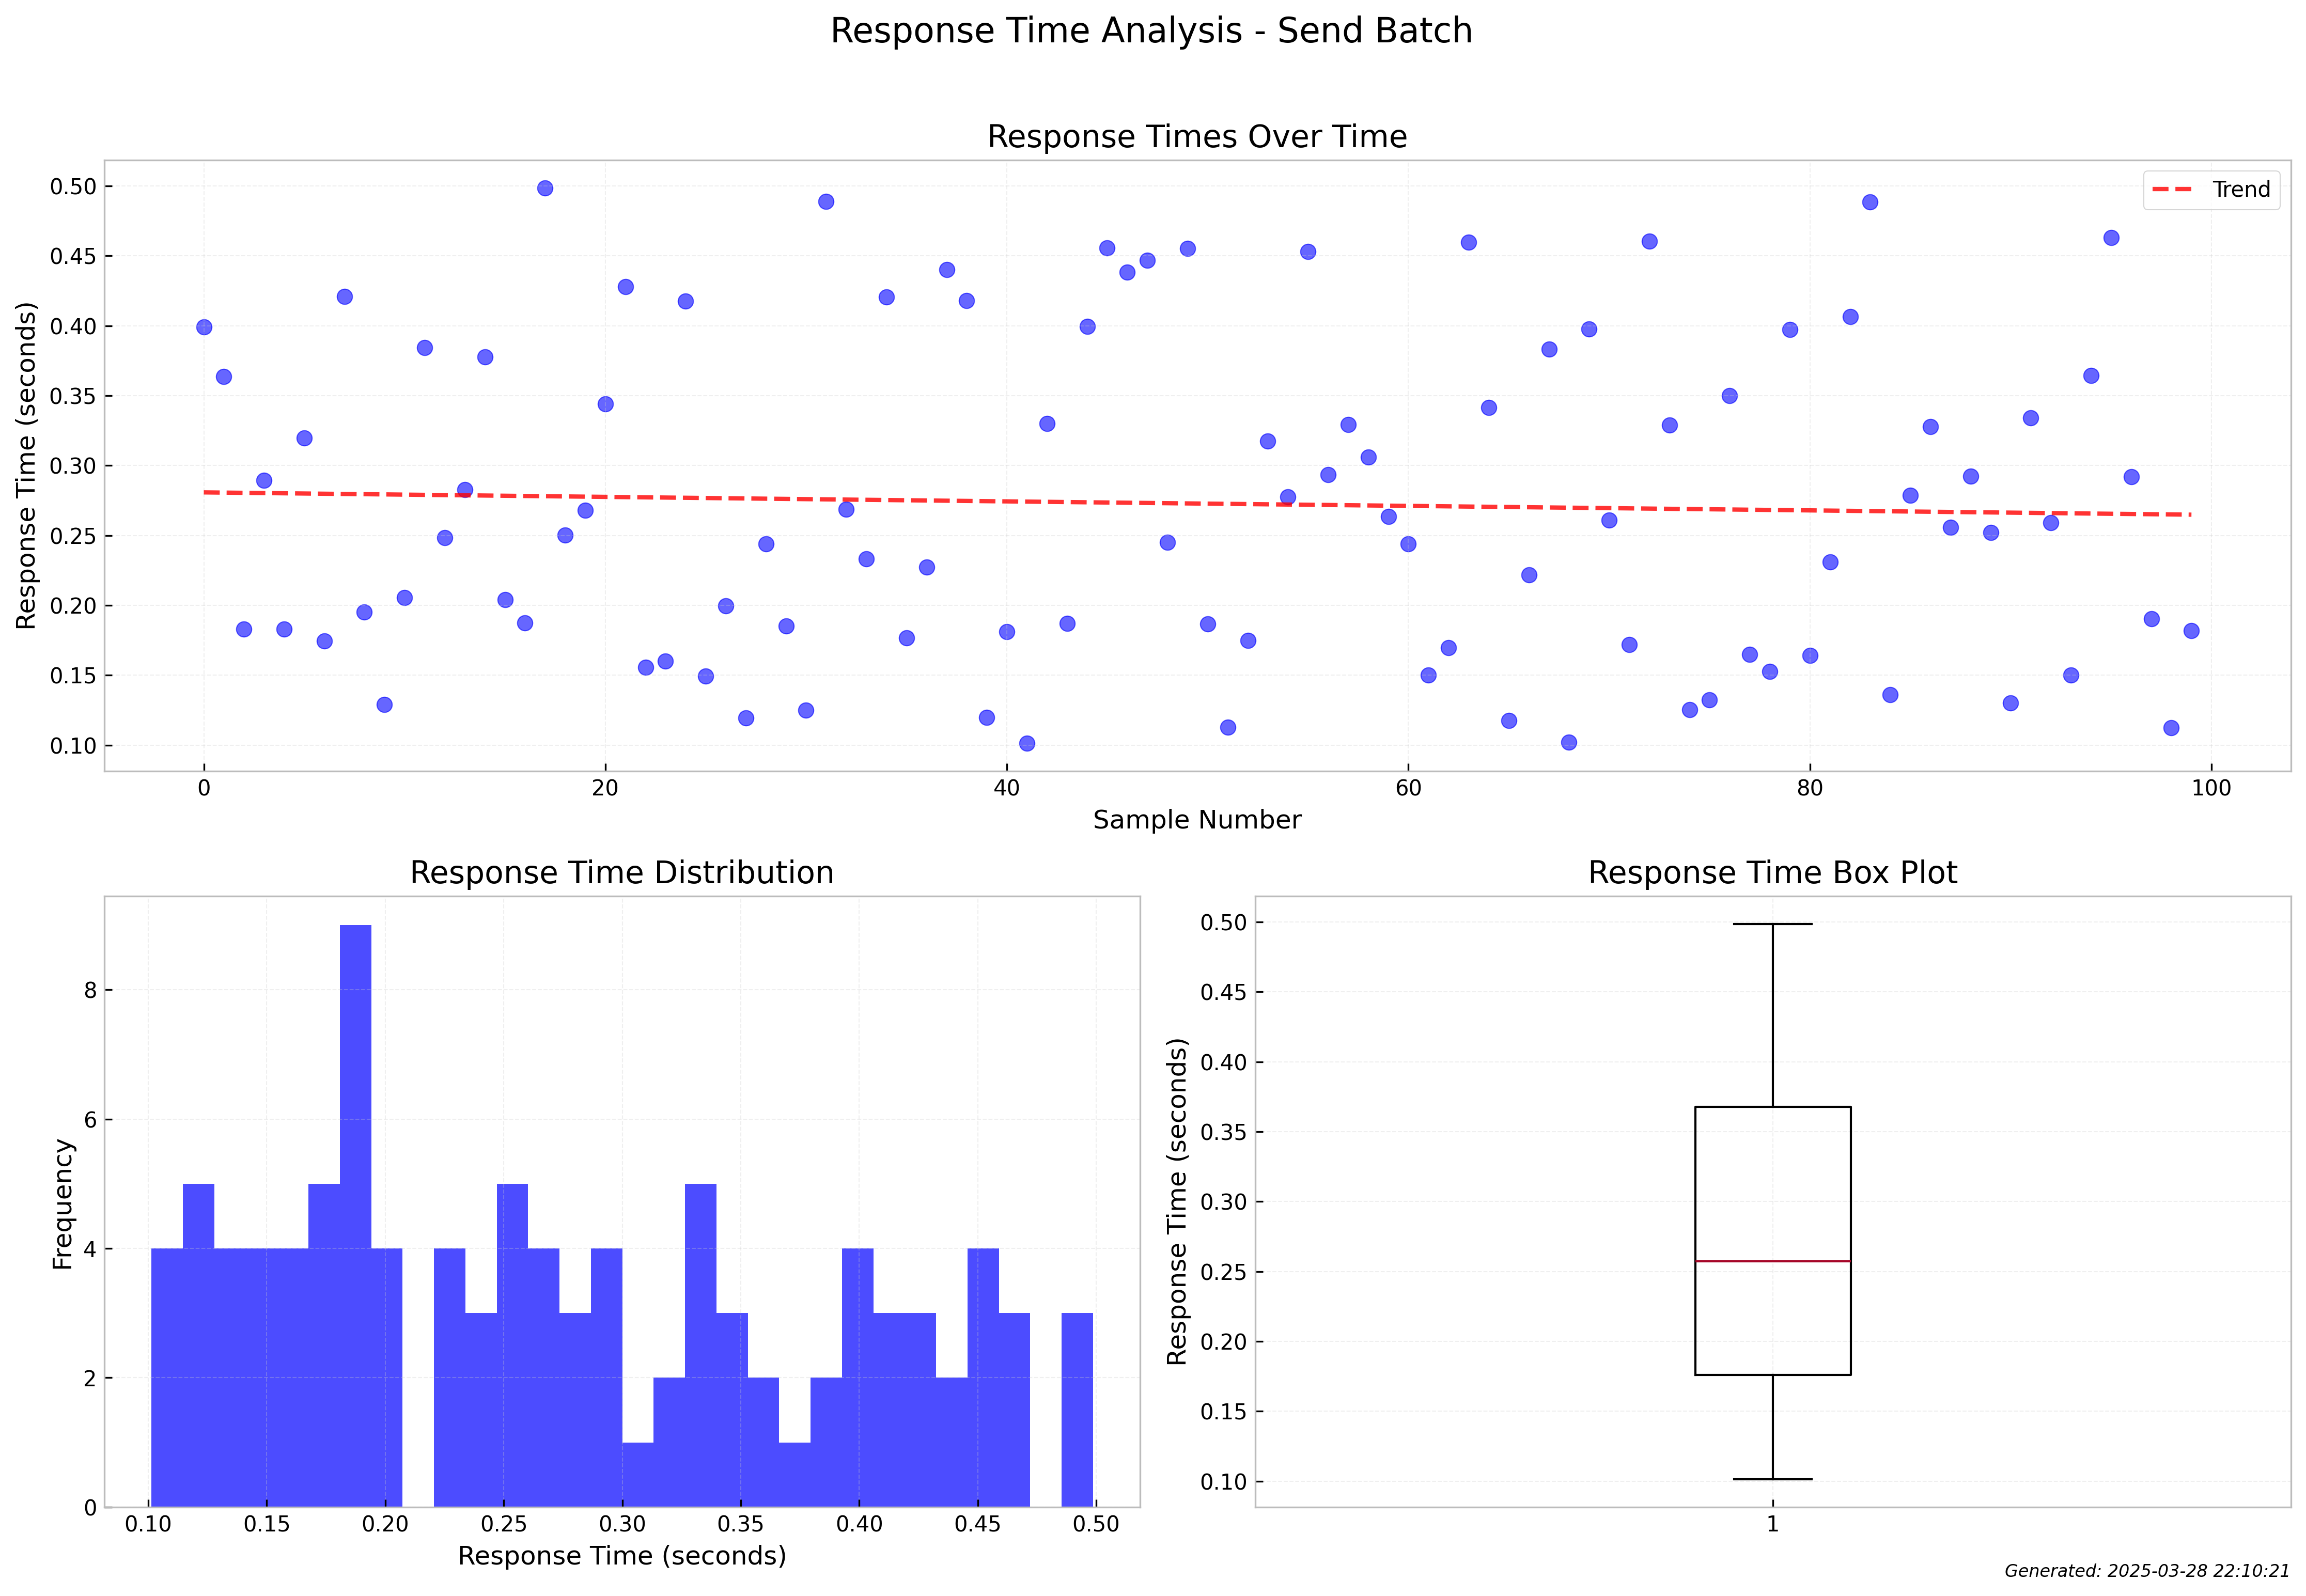 Response Time Analysis - Send Batch
Response Times Over Time
Response Time (seconds)
0.50
0.45
0.40
0.35
0.30
0.25
0.20
0.15
0.10
Trend
0 20 40 60 80 100
Sample Number
Response Time Distribution
Frequency
8
6
4
2
0
0.10 0.15 0.20 0.25 0.30 0.35 0.40 0.45 0.50
Response Time (seconds)
Response Time Box Plot
Response Time (seconds)
0.50
0.45
0.40
0.35
0.30
0.25
0.20
0.15
0.10
1
Generated: 2025-03-28 22:10:21